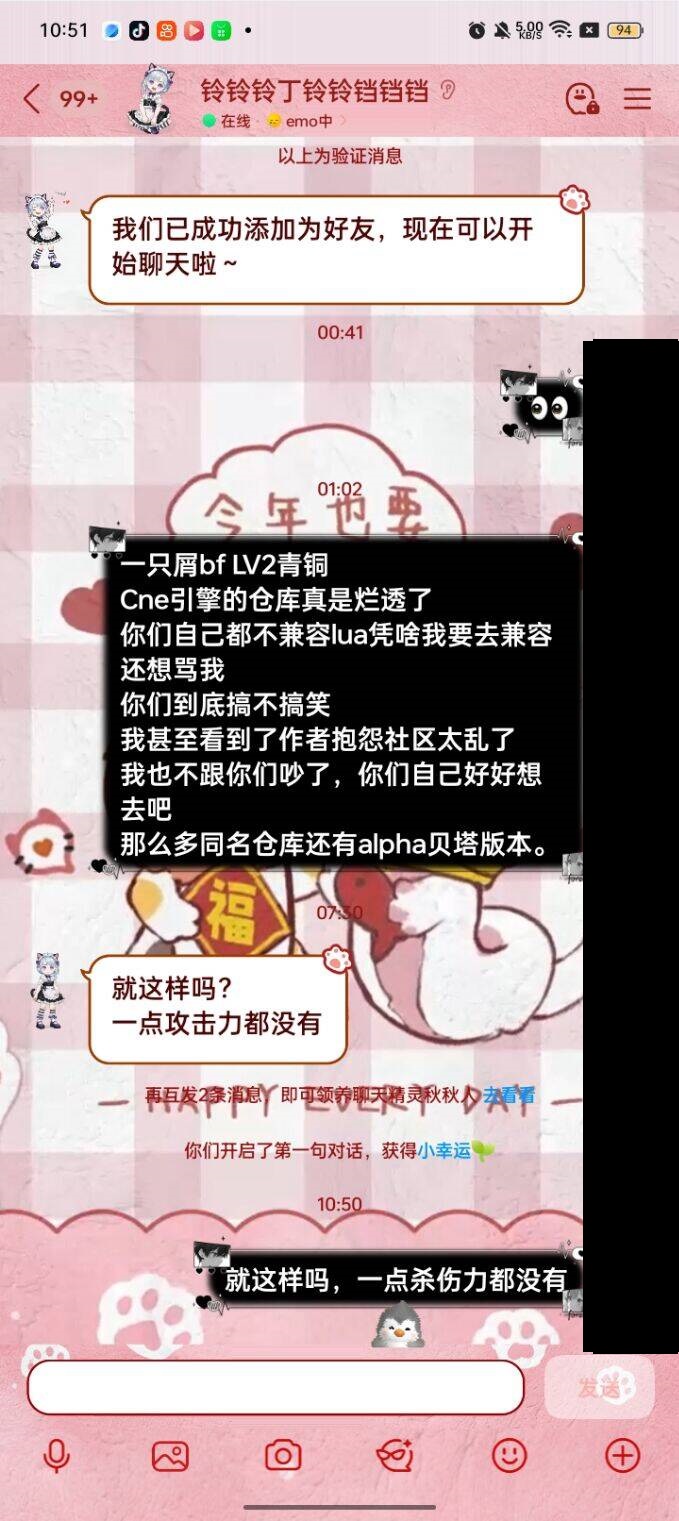 10:51
5.00
KB/S
94
99+
铃铃铃丁铃铃铛铛铛
在线
emo中
以上为验证消息
我们已成功添加为好友，现在可以开
始聊天啦～
00:41
今年也要
01:02
一只屑bf LV2青铜
Cne引擎的仓库真是烂透了
你们自己都不兼容lua凭啥我要去兼容
还想骂我
你们到底搞不搞笑
我甚至看到了作者抱怨社区太乱了
我也不跟你们吵了，你们自己好好想
去吧
那么多同名仓库还有alpha贝塔版本。
福
07:30
就这样吗？
一点攻击力都没有
再互发2条消息，即可领养聊天精灵秋秋人 去看看
— HAPPY EVERY DAY —
你们开启了第一句对话，获得小幸运
10:50
就这样吗，一点杀伤力都没有
发送